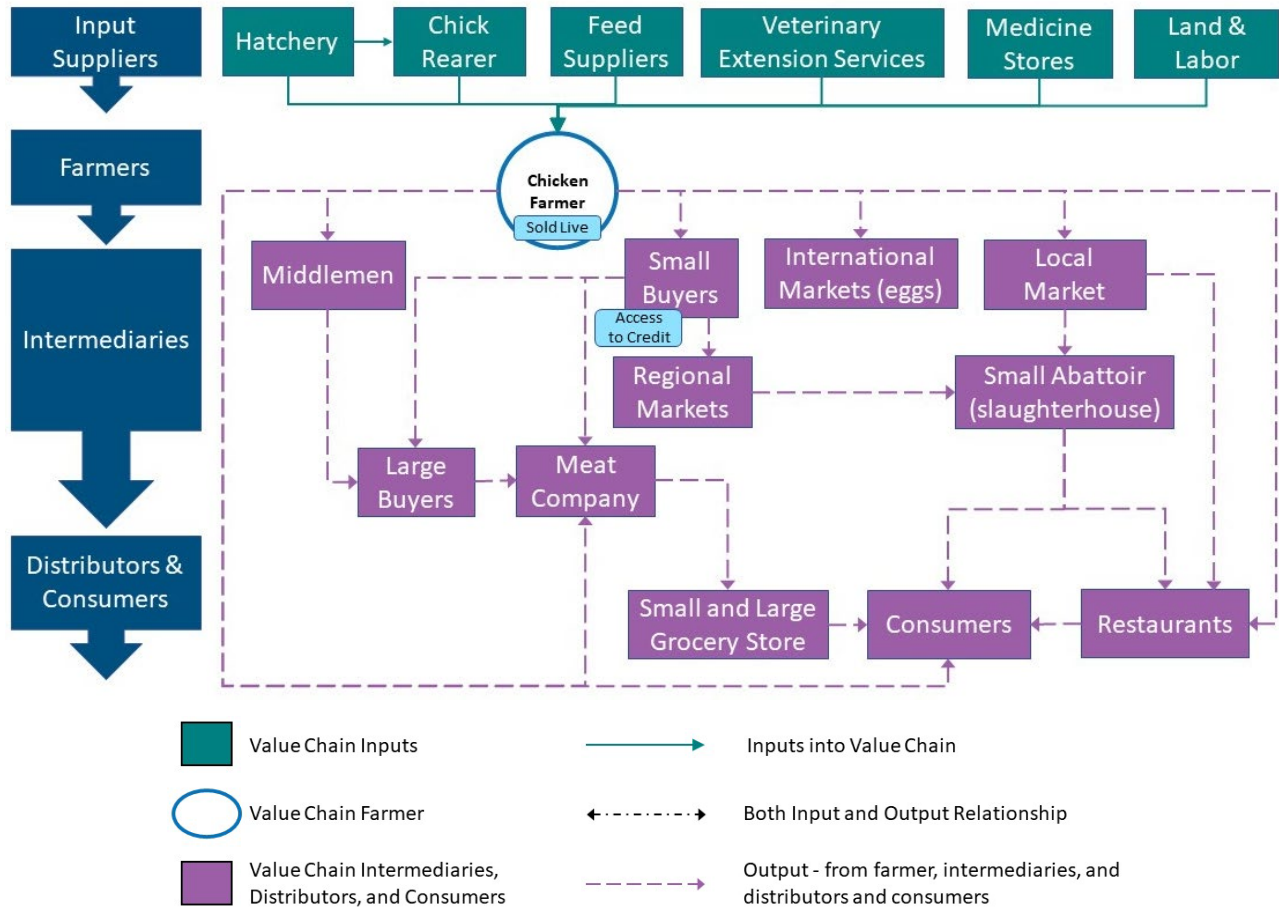 Input
Suppliers
Hatchery
Chick
Rearer
Feed
Suppliers
Veterinary
Extension Services
Medicine
Stores
Land &
Labor
Farmers
Chicken
Farmer
Sold Live
Intermediaries
Middlemen
Small
Buyers
Access
to Credit
International
Markets (eggs)
Local
Market
Regional
Markets
Small Abattoir
(slaughterhouse)
Large
Buyers
Meat
Company
Distributors &
Consumers
Small and Large
Grocery Store
Consumers
Restaurants
Value Chain Inputs
Inputs into Value Chain
Value Chain Farmer
Both Input and Output Relationship
Value Chain Intermediaries,
Distributors, and Consumers
Output - from farmer, intermediaries, and
distributors and consumers